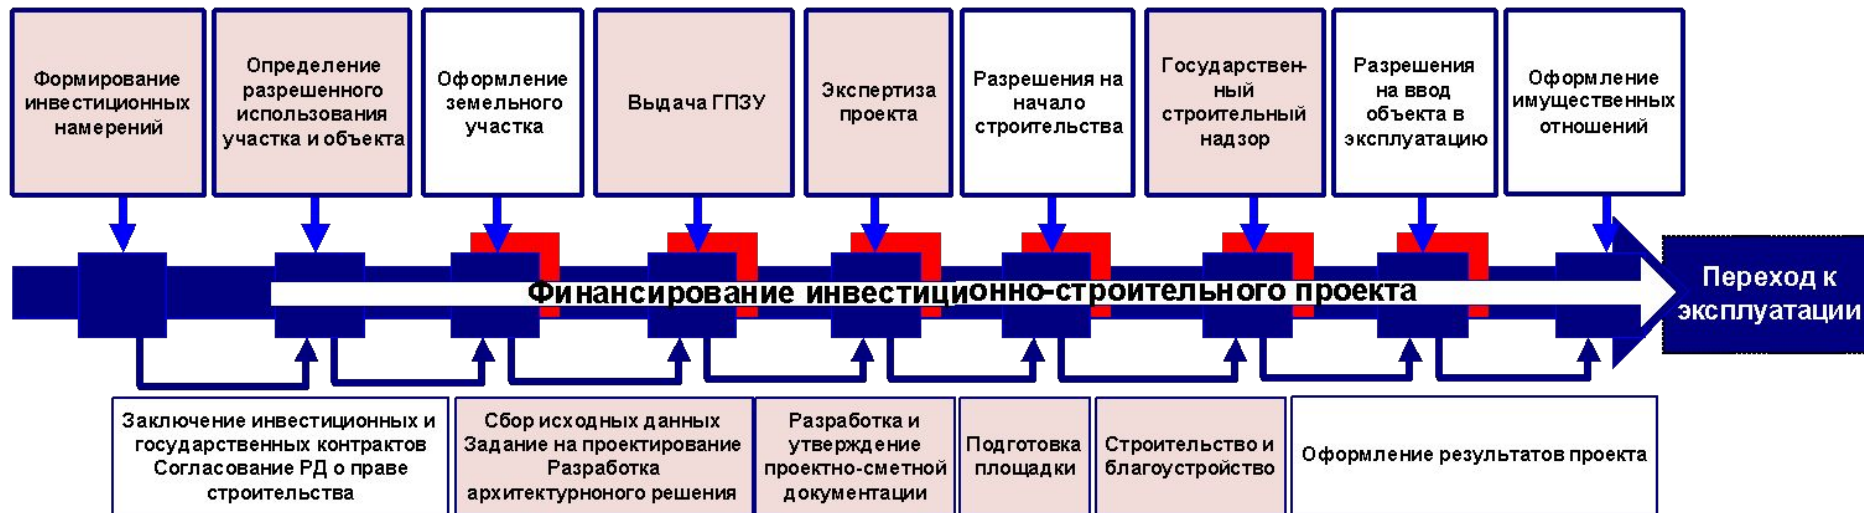 Формирование
инвестиционных
намерений
Определение
разрешенного
использования
участка и объекта
Оформление
земельного
участка
Выдача ГПЗУ
Экспертиза
проекта
Разрешения на
начало
строительства
Государствен-
ный
строительный
надзор
Разрешения
на ввод
объекта в
эксплуатацию
Оформление
имущественных
отношений
Финансирование инвестиционно-строительного проекта
Переход к
эксплуатации
Заключение инвестиционных и
государственных контрактов
Согласование РД о праве
строительства
Сбор исходных данных
Задание на проектирование
Разработка
архитектурноного решения
Разработка и
утверждение
проектно-сметной
документации
Подготовка
площадки
Строительство и
благоустройство
Оформление результатов проекта